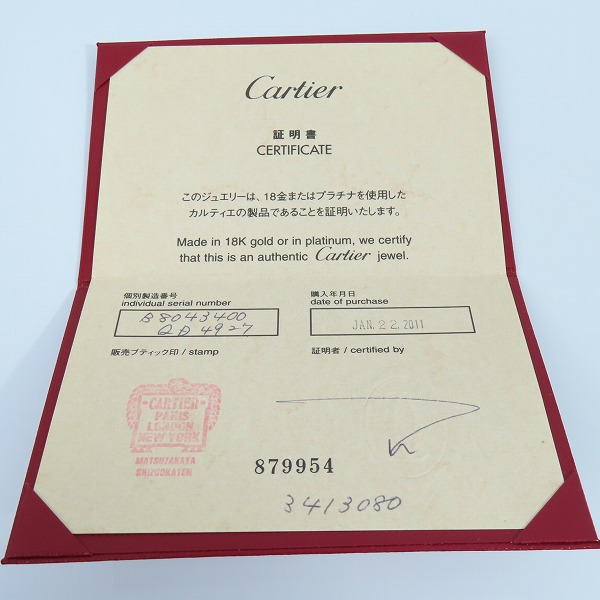 Cartier
証明書
CERTIFICATE
このジュエリーは、18金またはプラチナを使用した
カルティエの製品であることを証明いたします。
Made in 18K gold or in platinum, we certify
that this is an authentic Cartier jewel.
個別製造番号
individual serial number
B8043400
QD4927
購入年月日
date of purchase
JAN. 22. 2011
販売ブティック印 / stamp
証明者 / certified by
CARTIER
PARIS
LONDON
NEW YORK
MATSUZAKAYA
SHIZUOKATEN
879954
3413080